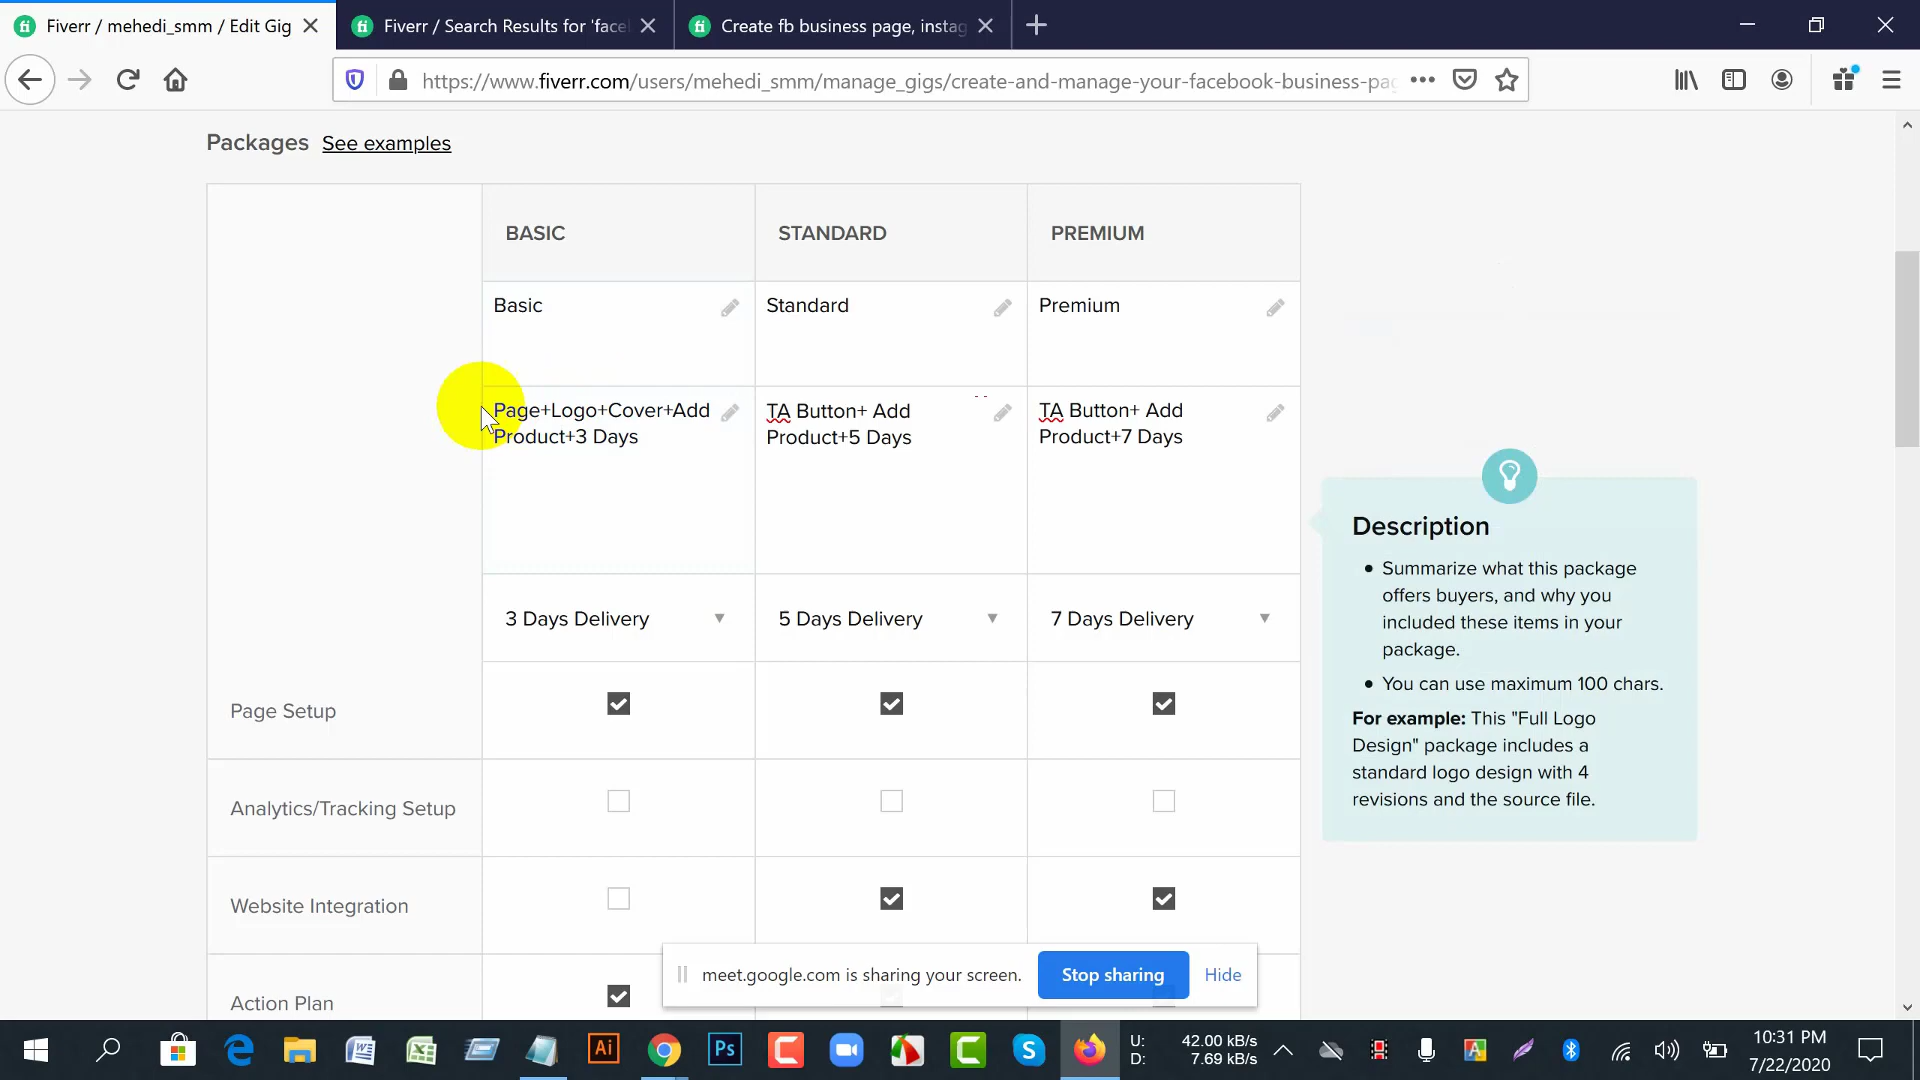 Fiverr / mehedi_smm / Edit Gig
Fiverr / Search Results for 'face
Create fb business page, instag
https://www.fiverr.com/users/mehedi_smm/manage_gigs/create-and-manage-your-facebook-business-pag
Packages See examples
BASIC STANDARD PREMIUM
Basic Standard Premium
Page+Logo+Cover+Add
Product+3 Days
TA Button+ Add
Product+5 Days
TA Button+ Add
Product+7 Days
3 Days Delivery 5 Days Delivery 7 Days Delivery
Page Setup
Analytics/Tracking Setup
Website Integration
Action Plan
Description
Summarize what this package
offers buyers, and why you
included these items in your
package.
You can use maximum 100 chars.
For example: This "Full Logo
Design" package includes a
standard logo design with 4
revisions and the source file.
meet.google.com is sharing your screen. Stop sharing Hide
U: 42.00 kB/s
D: 7.69 kB/s
10:31 PM
7/22/2020